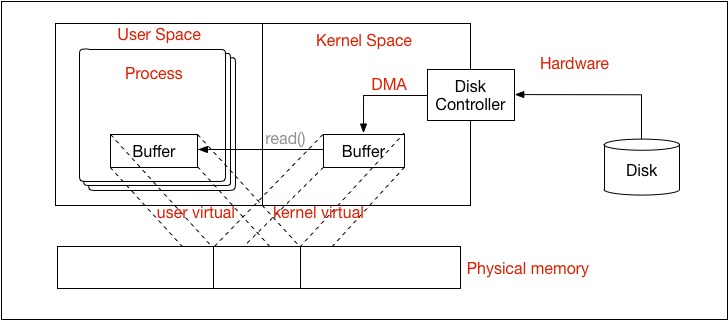 User Space
Kernel Space
Process
DMA
Disk
Controller
Hardware
Buffer
read()
Buffer
Disk
user virtual
kernel virtual
Physical memory